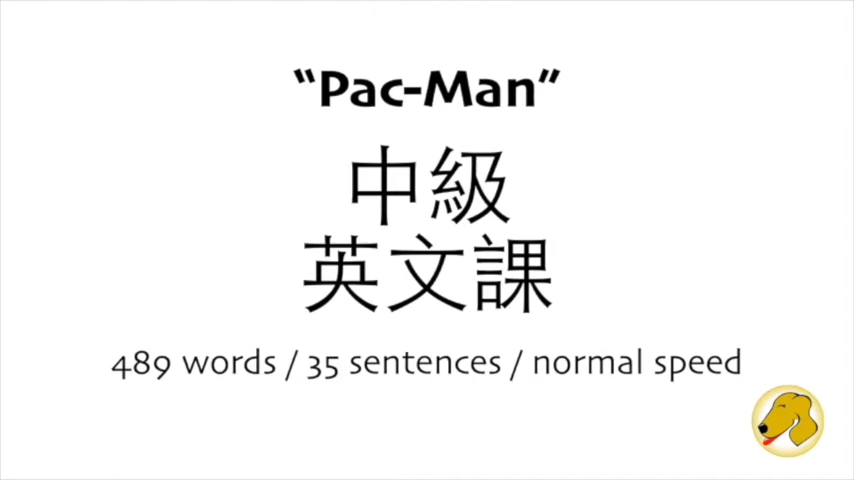 “Pac-Man”
中級
英文課
489 words / 35 sentences / normal speed